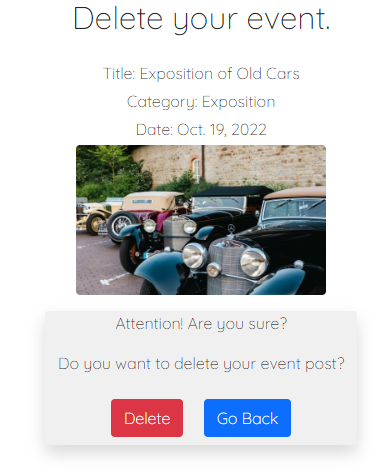 Delete your event.
Title: Exposition of Old Cars
Category: Exposition
Date: Oct. 19, 2022
Attention! Are you sure?
Do you want to delete your event post?
Delete
Go Back